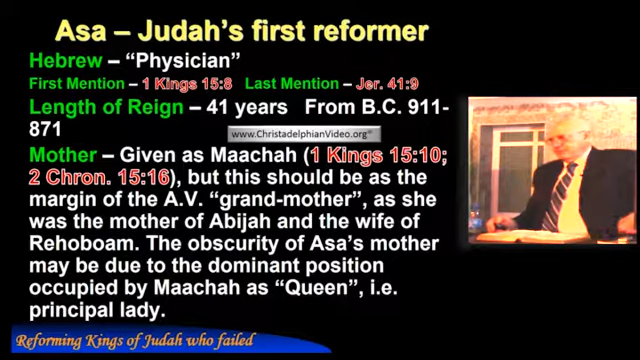 Asa – Judah's first reformer
Hebrew – "Physician"
First Mention – 1 Kings 15:8 Last Mention – Jer. 41:9
Length of Reign – 41 years From B.C. 911-
871
www.ChristadelphianVideo.org
Mother – Given as Maachah (1 Kings 15:10;
2 Chron. 15:16), but this should be as the
margin of the A.V. "grand-mother", as she
was the mother of Abijah and the wife of
Rehoboam. The obscurity of Asa's mother
may be due to the dominant position
occupied by Maachah as "Queen", i.e.
principal lady.
Reforming Kings of Judah who failed